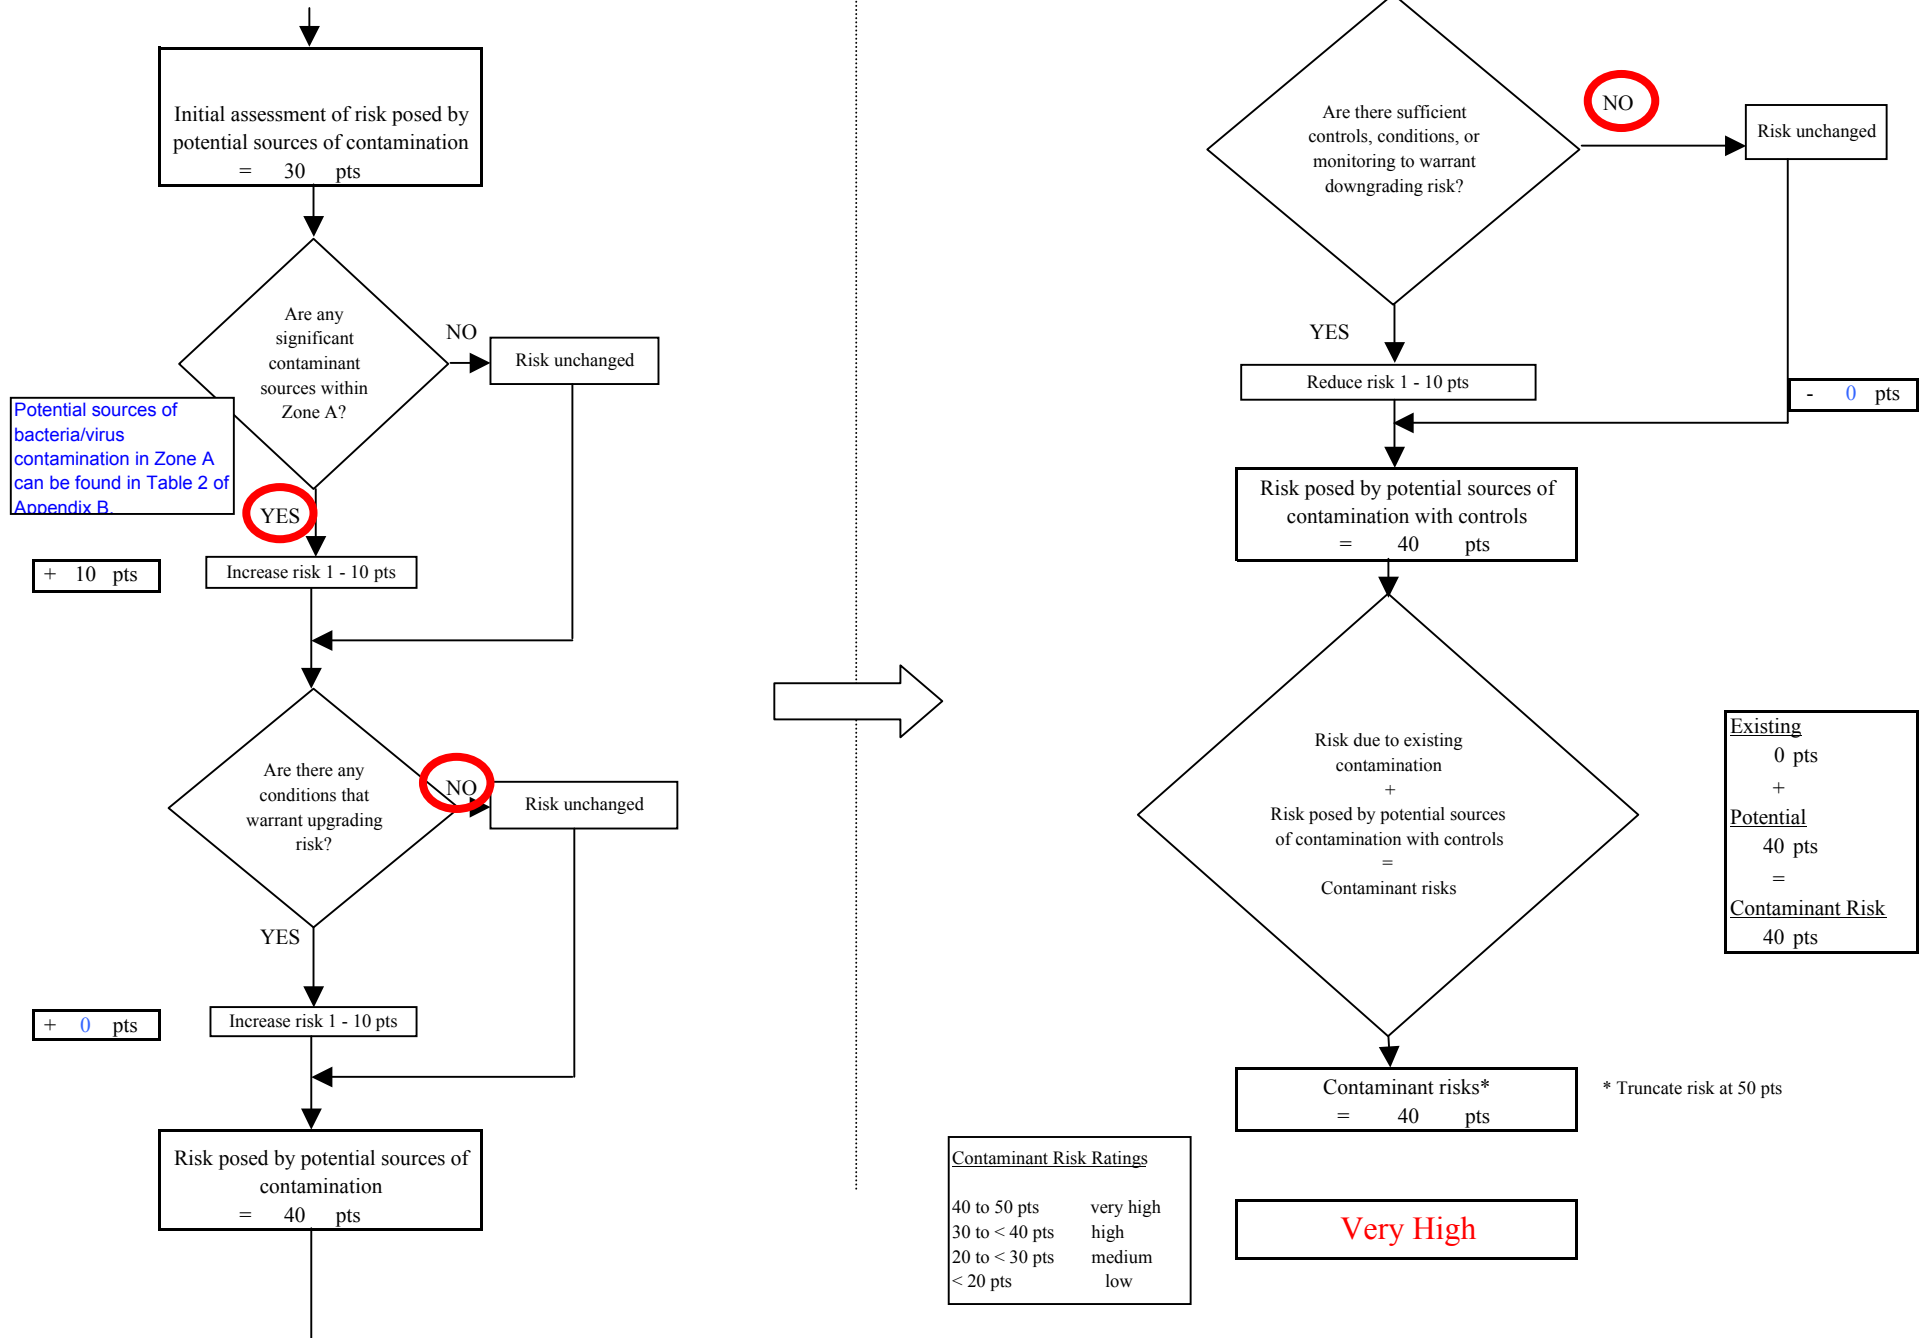 Initial assessment of risk posed by
potential sources of contamination
= 30 pts
Are any
significant
contaminant
sources within
Zone A?
NO
Risk unchanged
Potential sources of
bacteria/virus
contamination in Zone A
can be found in Table 2 of
Appendix B.
YES
+ 10 pts
Increase risk 1 - 10 pts
Are there any
conditions that
warrant upgrading
risk?
NO
Risk unchanged
YES
+ 0 pts
Increase risk 1 - 10 pts
Risk posed by potential sources of
contamination
= 40 pts
Are there sufficient
controls, conditions, or
monitoring to warrant
downgrading risk?
NO
Risk unchanged
YES
Reduce risk 1 - 10 pts
- 0 pts
Risk posed by potential sources of
contamination with controls
= 40 pts
Risk due to existing
contamination
+
Risk posed by potential sources
of contamination with controls
=
Contaminant risks
Existing
0 pts
+
Potential
40 pts
=
Contaminant Risk
40 pts
Contaminant risks*
= 40 pts
* Truncate risk at 50 pts
Contaminant Risk Ratings
40 to 50 pts very high
30 to < 40 pts high
20 to < 30 pts medium
< 20 pts low
Very High